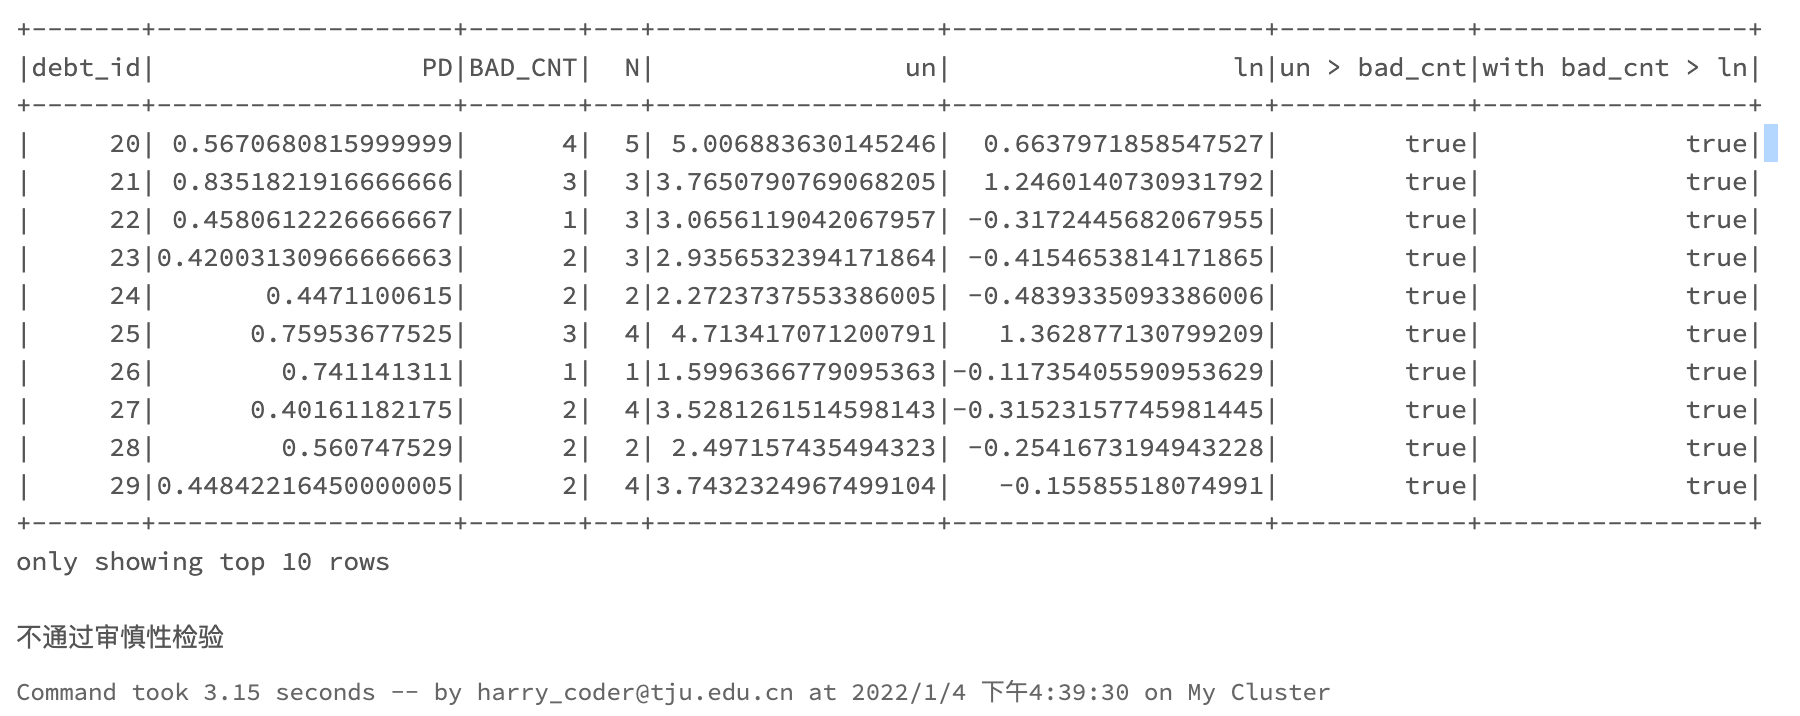 +-------+-------------------+-------+---+------------------+--------------------+------------+-----------------+
|debt_id|                 PD|BAD_CNT|  N|                un|                  ln|un > bad_cnt|with bad_cnt > ln|
+-------+-------------------+-------+---+------------------+--------------------+------------+-----------------+
|     20| 0.5670680815999999|      4|  5| 5.006883630145246|  0.6637971858547527|        true|             true|
|     21| 0.8351821916666666|      3|  3|3.7650790769068205|  1.2460140730931792|        true|             true|
|     22| 0.4580612226666667|      1|  3|3.0656119042067957| -0.3172445682067955|        true|             true|
|     23|0.42003130966666663|      2|  3|2.9356532394171864| -0.4154653814171865|        true|             true|
|     24|       0.4471100615|      2|  2|2.2723737553386005| -0.4839335093386006|        true|             true|
|     25|      0.75953677525|      3|  4| 4.713417071200791|   1.362877130799209|        true|             true|
|     26|        0.741141311|      1|  1|1.5996366779095363|-0.11735405590953629|        true|             true|
|     27|      0.40161182175|      2|  4|3.5281261514598143|-0.31523157745981445|        true|             true|
|     28|        0.560747529|      2|  2| 2.497157435494323| -0.2541673194943228|        true|             true|
|     29|0.44842216450000005|      2|  4|3.7432324967499104|   -0.15585518074991|        true|             true|
+-------+-------------------+-------+---+------------------+--------------------+------------+-----------------+
only showing top 10 rows
不通过审慎性检验
Command took 3.15 seconds -- by harry_coder@tju.edu.cn at 2022/1/4 下午4:39:30 on My Cluster